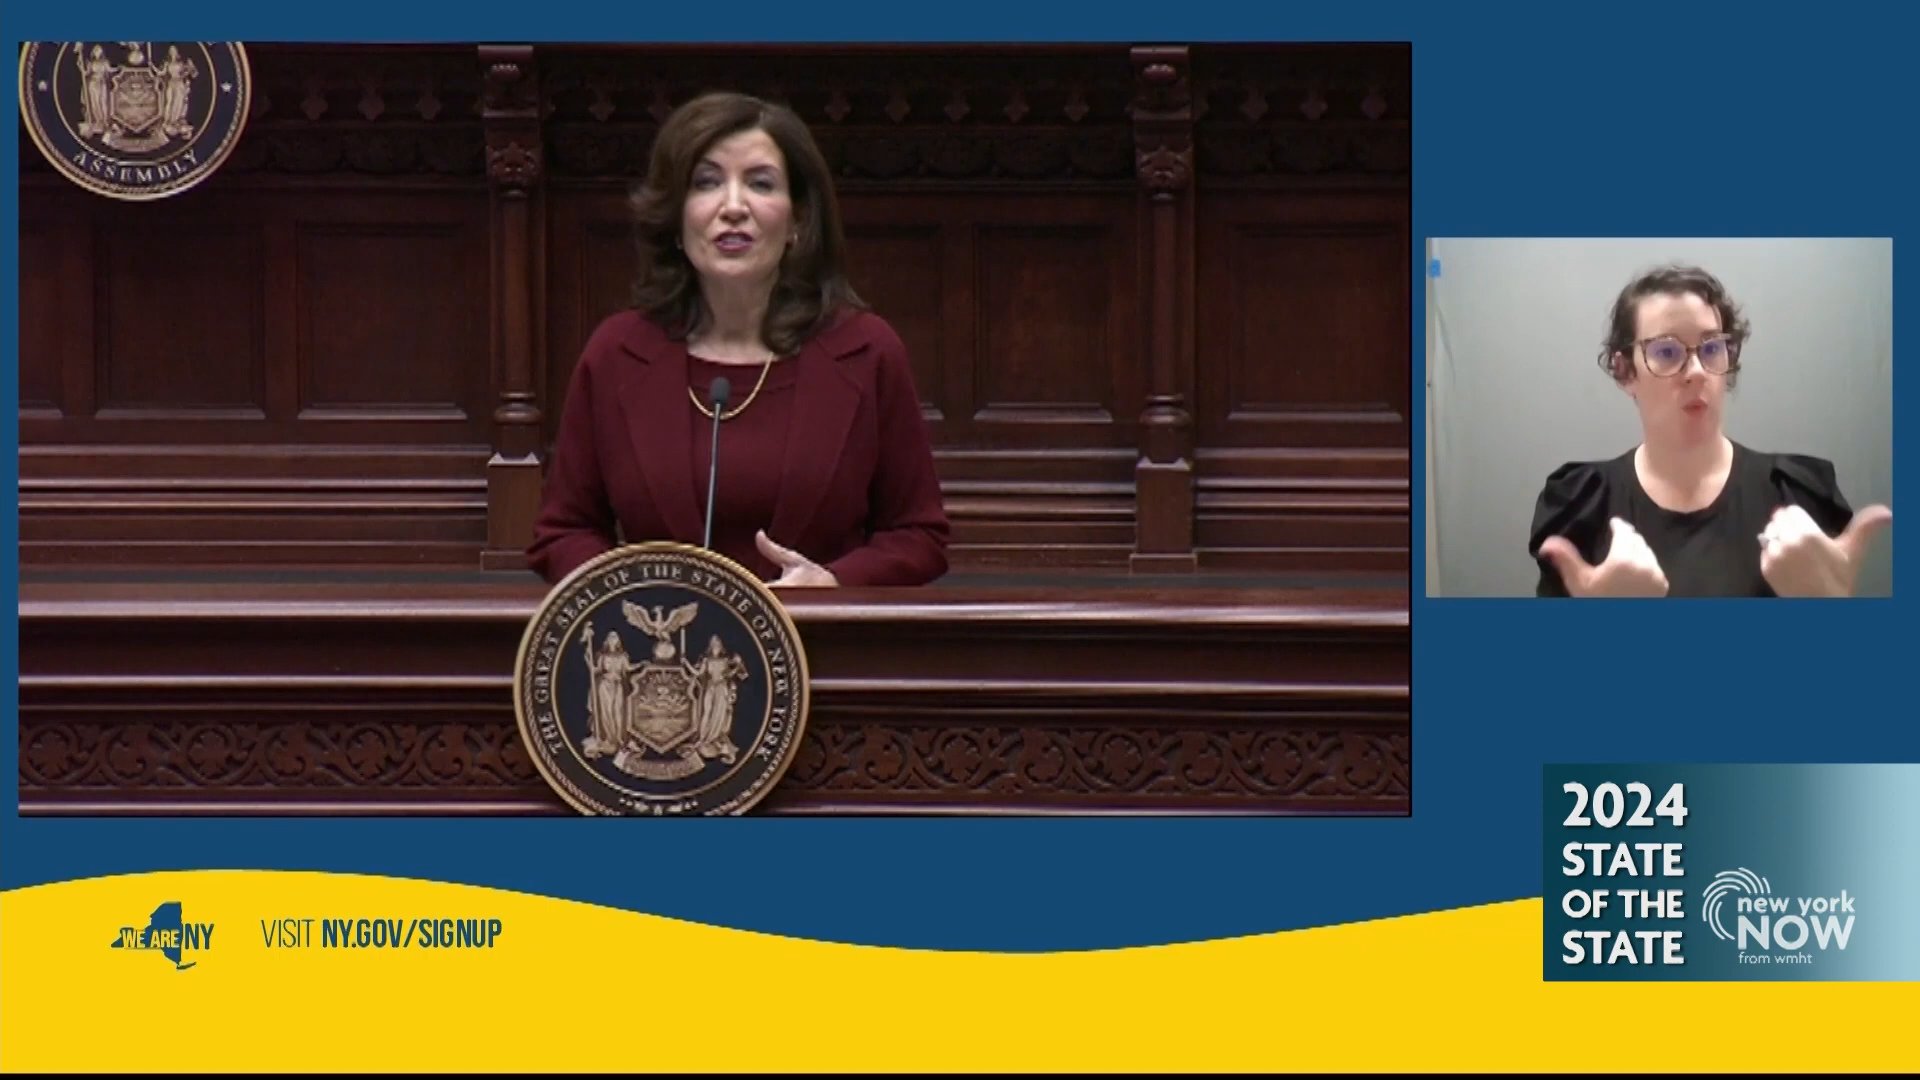 ASSEMBLY
THE GREAT SEAL OF THE STATE OF NEW YORK
WE ARE NY
VISIT NY.GOV/SIGNUP
2024
STATE
OF THE
STATE
new york
NOW
from wmht